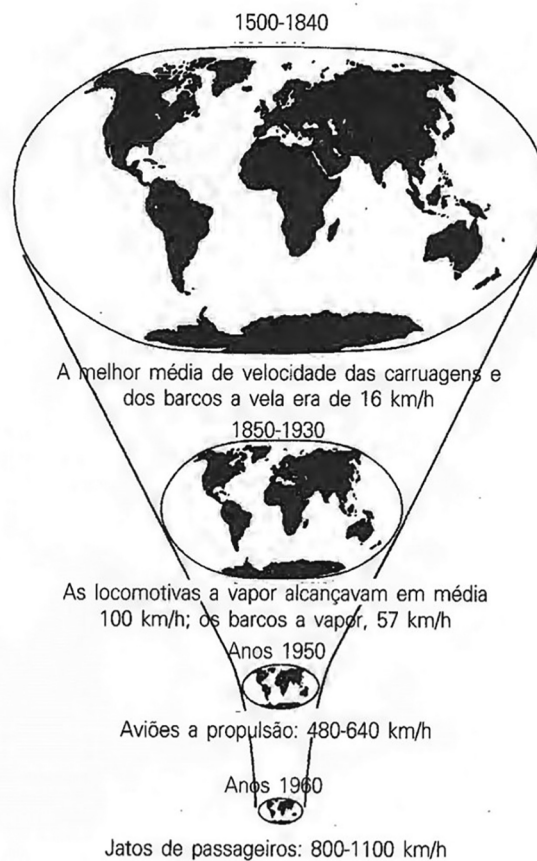 1500-1840
A melhor média de velocidade das carruagens e
dos barcos a vela era de 16 km/h
1850-1930
As locomotivas a vapor alcançavam em média
100 km/h; os barcos a vapor, 57 km/h
Anos 1950
Aviões a propulsão: 480-640 km/h
Anos 1960
Jatos de passageiros: 800-1100 km/h